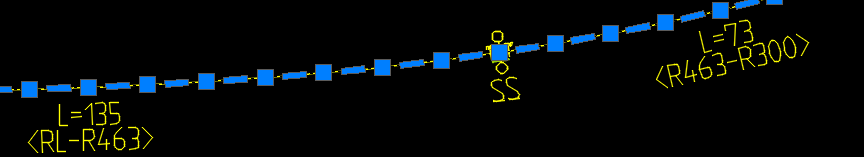 L=135
<RL-R463>
SS
L=73
<R463-R300>